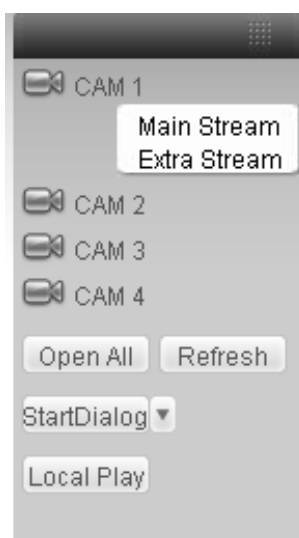 CAM 1
Main Stream
Extra Stream
CAM 2
CAM 3
CAM 4
Open All Refresh
StartDialog
Local Play